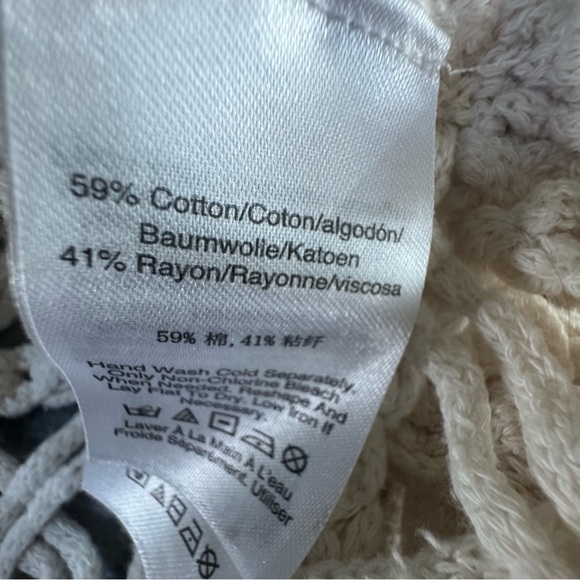 59% Cotton/Coton/algodón/
Baumwolle/Katoen
41% Rayon/Rayonne/viscosa
59% 棉, 41% 粘纤
Hand Wash Cold Separately,
Only Non-Chlorine Bleach
When Needed, Reshape And
Lay Flat To Dry, Low Iron If
Necessary.
Laver À La Main À L'eau
Froide Séparément, Utiliser